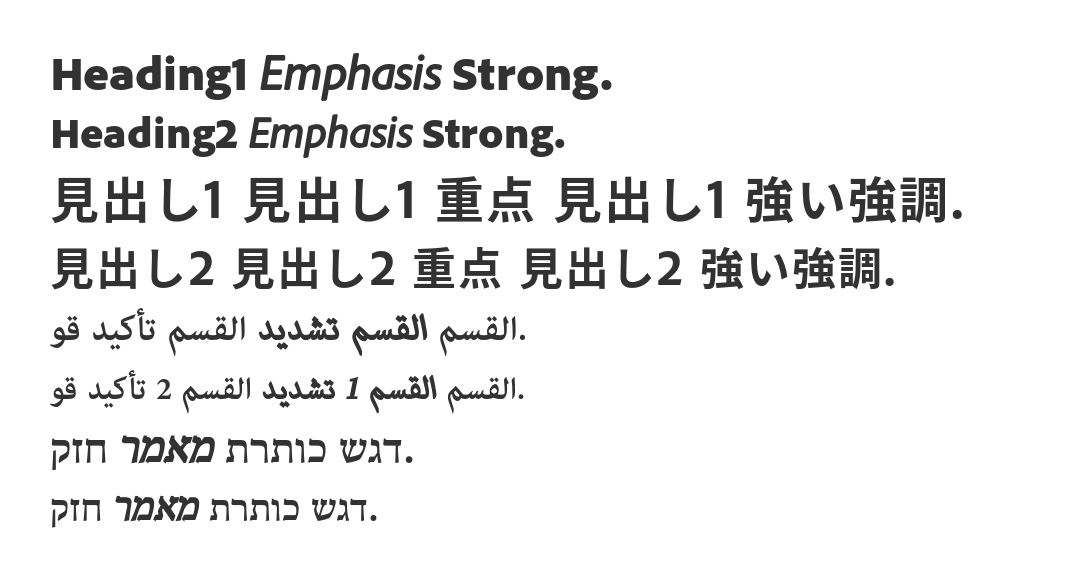 Heading1 Emphasis Strong.
Heading2 Emphasis Strong.
見出し1 見出し1 重点 見出し1 強い強調.
見出し2 見出し2 重点 見出し2 強い強調.
القسم القسم تشديد القسم تأكيد قو.
القسم القسم 1 تشديد القسم 2 تأكيد قو.
דגש כותרת מאמר חזק.
דגש כותרת מאמר חזק.